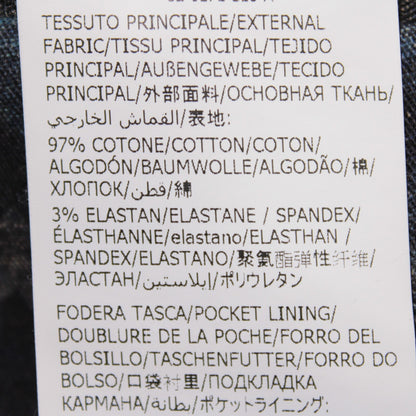 TESSUTO PRINCIPALE/EXTERNAL
FABRIC/TISSU PRINCIPAL/TEJIDO
PRINCIPAL/AUßENGEWEBE/TECIDO
PRINCIPAL/外部面料/ОСНОВНАЯ ТКАНЬ/
القماش الخارجي/表地:
97% COTONE/COTTON/COTON/
ALGODÓN/BAUMWOLLE/ALGODÃO/棉/
ХЛОПОК/قطن/綿
3% ELASTAN/ELASTANE / SPANDEX/
ÉLASTHANNE/elastano/ELASTHAN /
SPANDEX/ELASTANO/聚氨酯弹性纤维/
ЭЛАСТАН/إيلاستين/ポリウレタン
FODERA TASCA/POCKET LINING/
DOUBLURE DE LA POCHE/FORRO DEL
BOLSILLO/TASCHENFUTTER/FORRO DO
BOLSO/口袋衬里/ПОДКЛАДКА
КАРМАНА/بطانة/ポケットライニング: